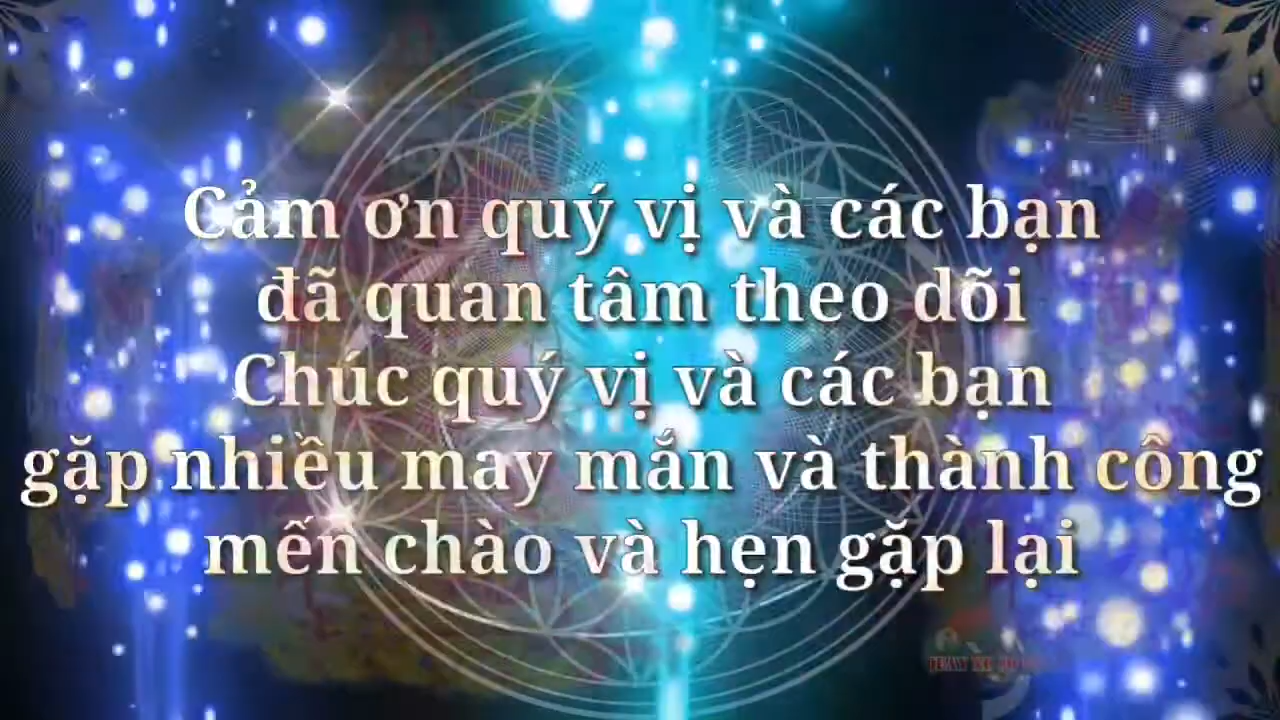 Cảm ơn quý vị và các bạn
đã quan tâm theo dõi
Chúc quý vị và các bạn
gặp nhiều may mắn và thành công
mến chào và hẹn gặp lại